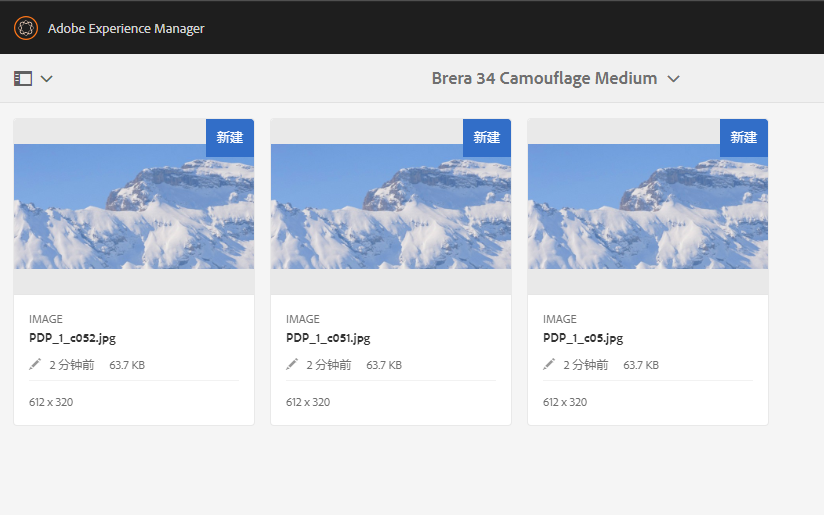 Adobe Experience Manager
Brera 34 Camouflage Medium
新建
新建
新建
IMAGE
PDP_1_c052.jpg
2 分钟前 63.7 KB
612 x 320
IMAGE
PDP_1_c051.jpg
2 分钟前 63.7 KB
612 x 320
IMAGE
PDP_1_c05.jpg
2 分钟前 63.7 KB
612 x 320